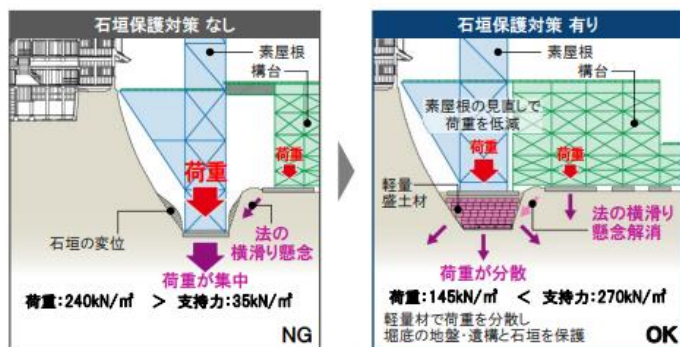 石垣保護対策 なし
素屋根
構台
荷重
荷重
石垣の変位
法の
横滑り懸念
荷重が集中
荷重:240kN/㎡ > 支持力:35kN/㎡
NG
石垣保護対策 有り
素屋根
構台
素屋根の見直しで
荷重を低減
荷重
荷重
軽量
盛土材
法の横滑り
懸念解消
荷重が分散
荷重:145kN/㎡ < 支持力:270kN/㎡
軽量材で荷重を分散し
堀底の地盤・遺構と石垣を保護
OK